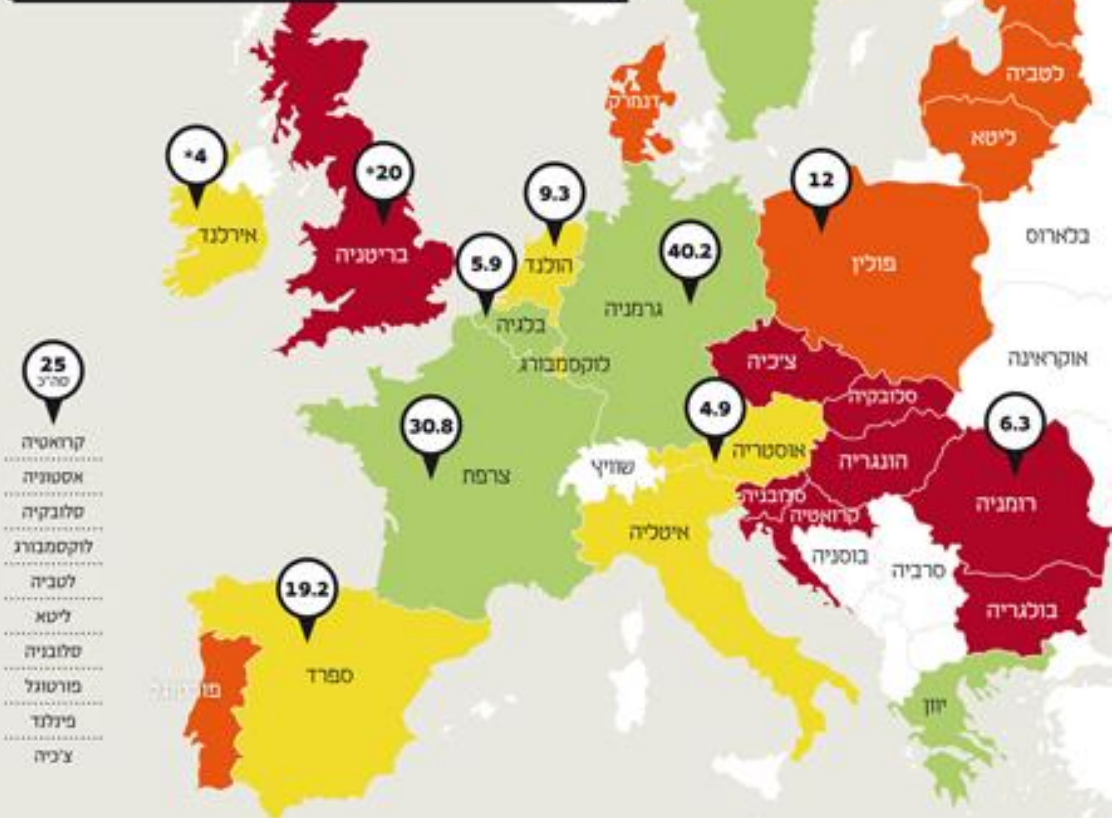 לטביה
דנמרק
ליטא
*4
*20
12
9.3
אירלנד
בלארוס
בריטניה
40.2
5.9
הולנד
פולין
גרמניה
בלגיה
אוקראינה
צ'כיה
לוקסמבורג
25
סה"כ
סלובקיה
4.9
6.3
30.8
קרואטיה
אוסטריה
הונגריה
שוויץ
צרפת
אסטוניה
סלובניה
רומניה
סלובקיה
קרואטיה
איטליה
לוקסמבורג
בוסניה
סרביה
לטביה
19.2
בולגריה
ליטא
סלובניה
ספרד
פורטוגל
פורטוגל
יוון
פינלנד
צ'כיה